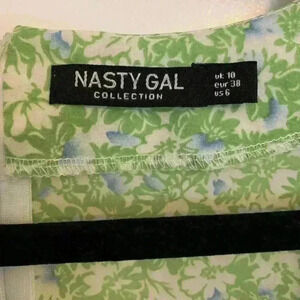 NASTY GAL
COLLECTION
uk 10
eur 38
us 6